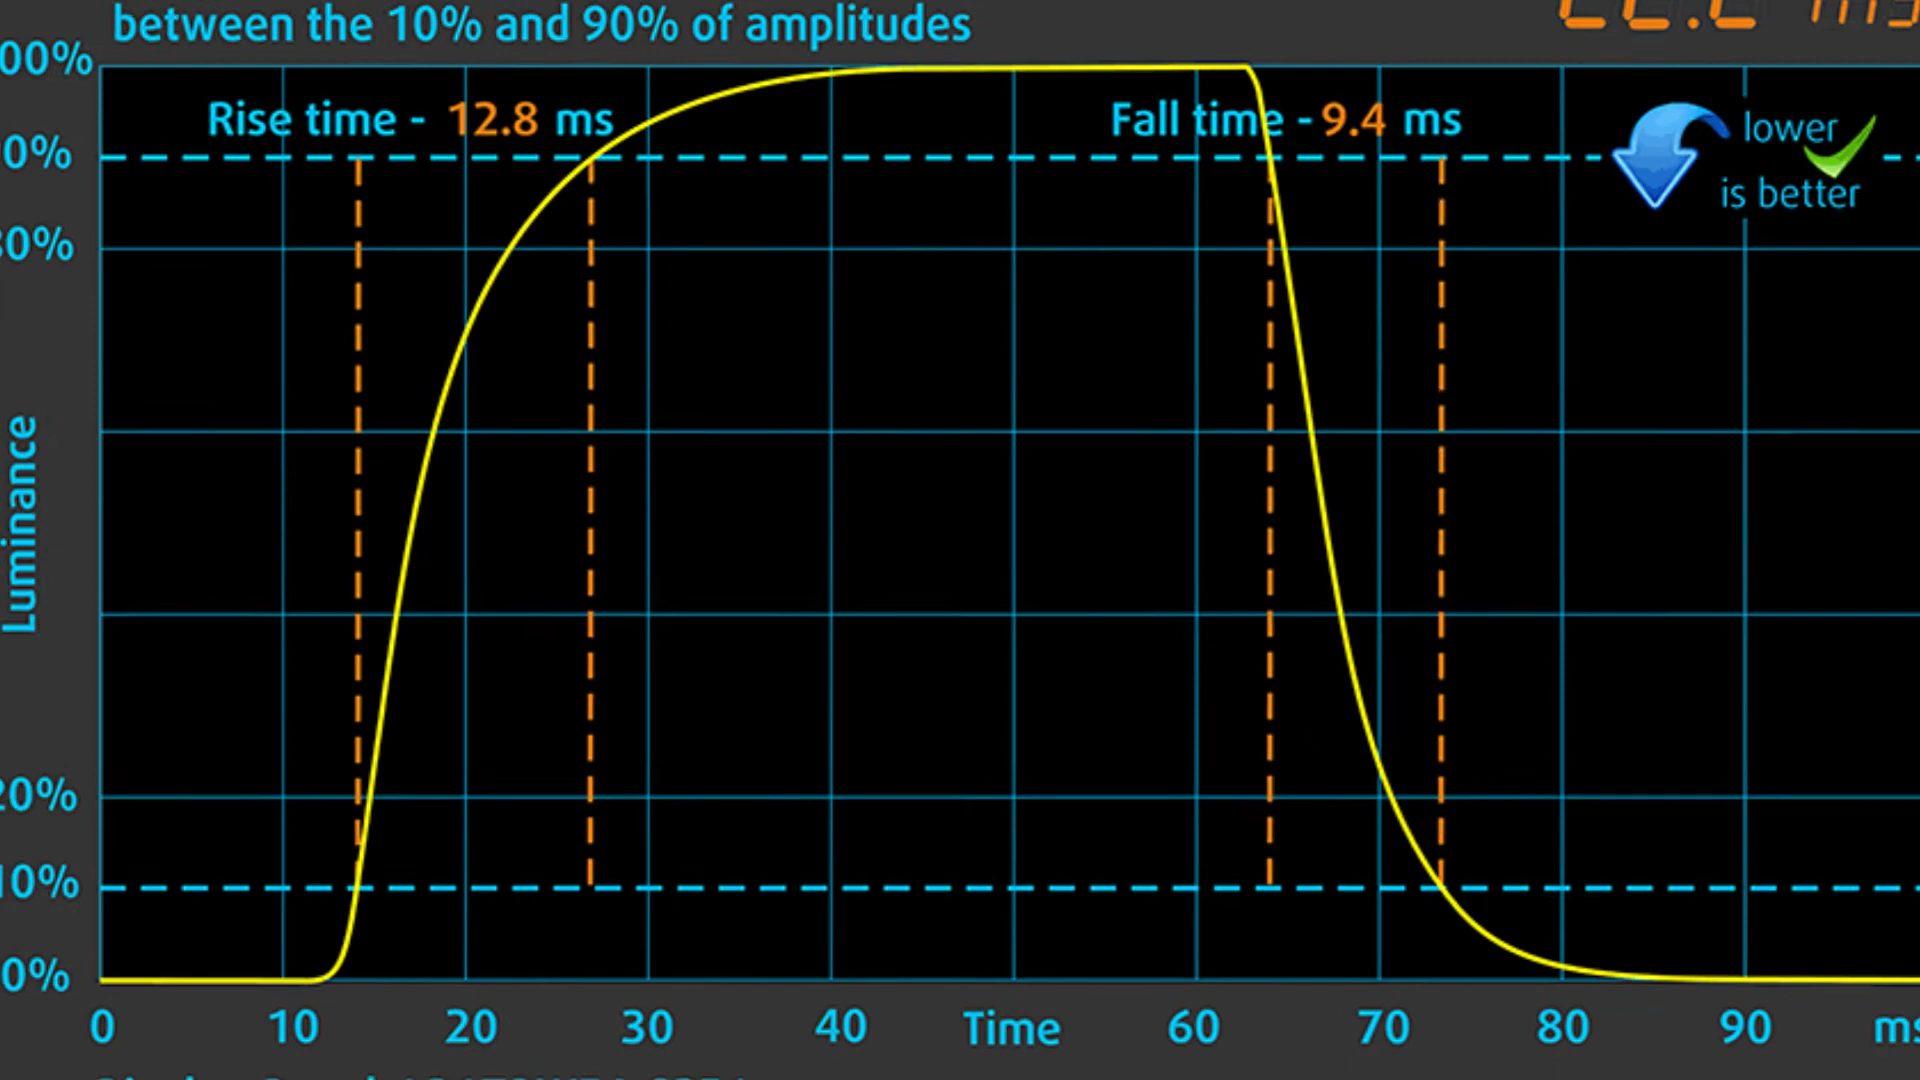 between the 10% and 90% of amplitudes
00%
Rise time - 12.8 ms
Fall time - 9.4 ms
lower
is better
0%
0%
Luminance
20%
10%
0%
0 10 20 30 40 Time 60 70 80 90 ms